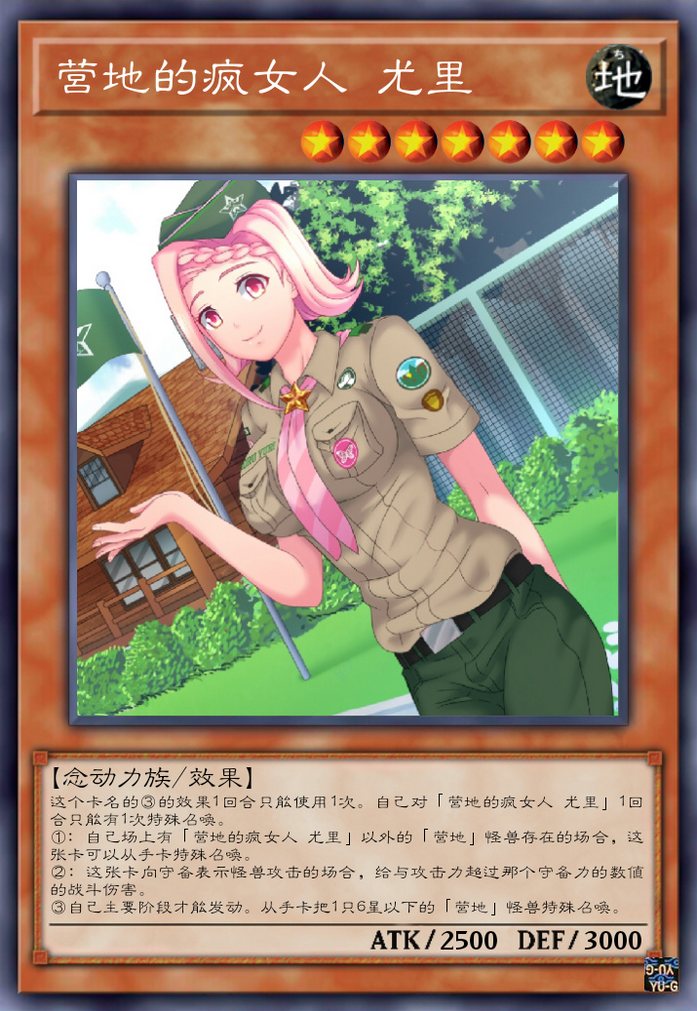 营地的疯女人 尤里
ち
地
【念动力族/效果】
这个卡名的③的效果1回合只能使用1次。自己对「营地的疯女人 尤里」1回
合只能有1次特殊召唤。
①：自己场上有「营地的疯女人 尤里」以外的「营地」怪兽存在的场合，这
张卡可以从手卡特殊召唤。
②：这张卡向守备表示怪兽攻击的场合，给与攻击力超过那个守备力的数值
的战斗伤害。
③自己主要阶段才能发动。从手卡把1只6星以下的「营地」怪兽特殊召唤。
ATK/2500 DEF/3000